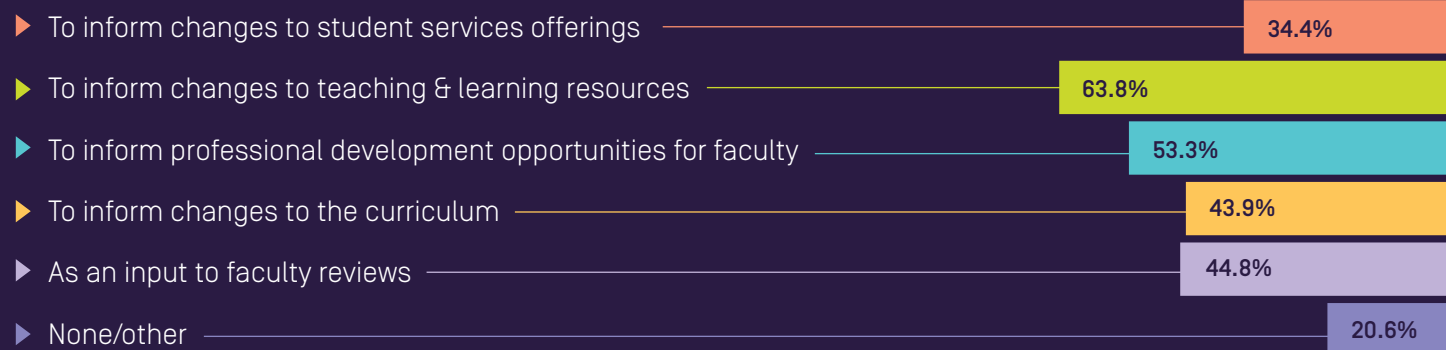 To inform changes to student services offerings 34.4%
To inform changes to teaching & learning resources 63.8%
To inform professional development opportunities for faculty 53.3%
To inform changes to the curriculum 43.9%
As an input to faculty reviews 44.8%
None/other 20.6%